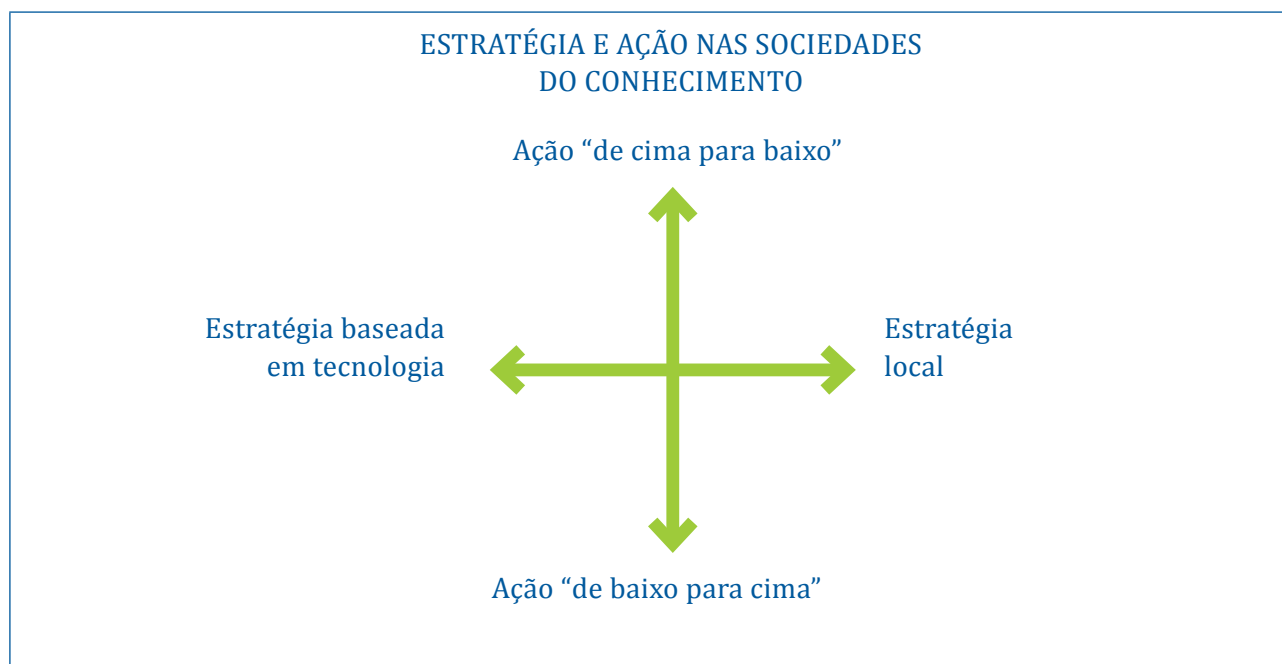 ESTRATÉGIA E AÇÃO NAS SOCIEDADES
DO CONHECIMENTO
Ação “de cima para baixo”
Estratégia baseada
em tecnologia
Estratégia
local
Ação “de baixo para cima”